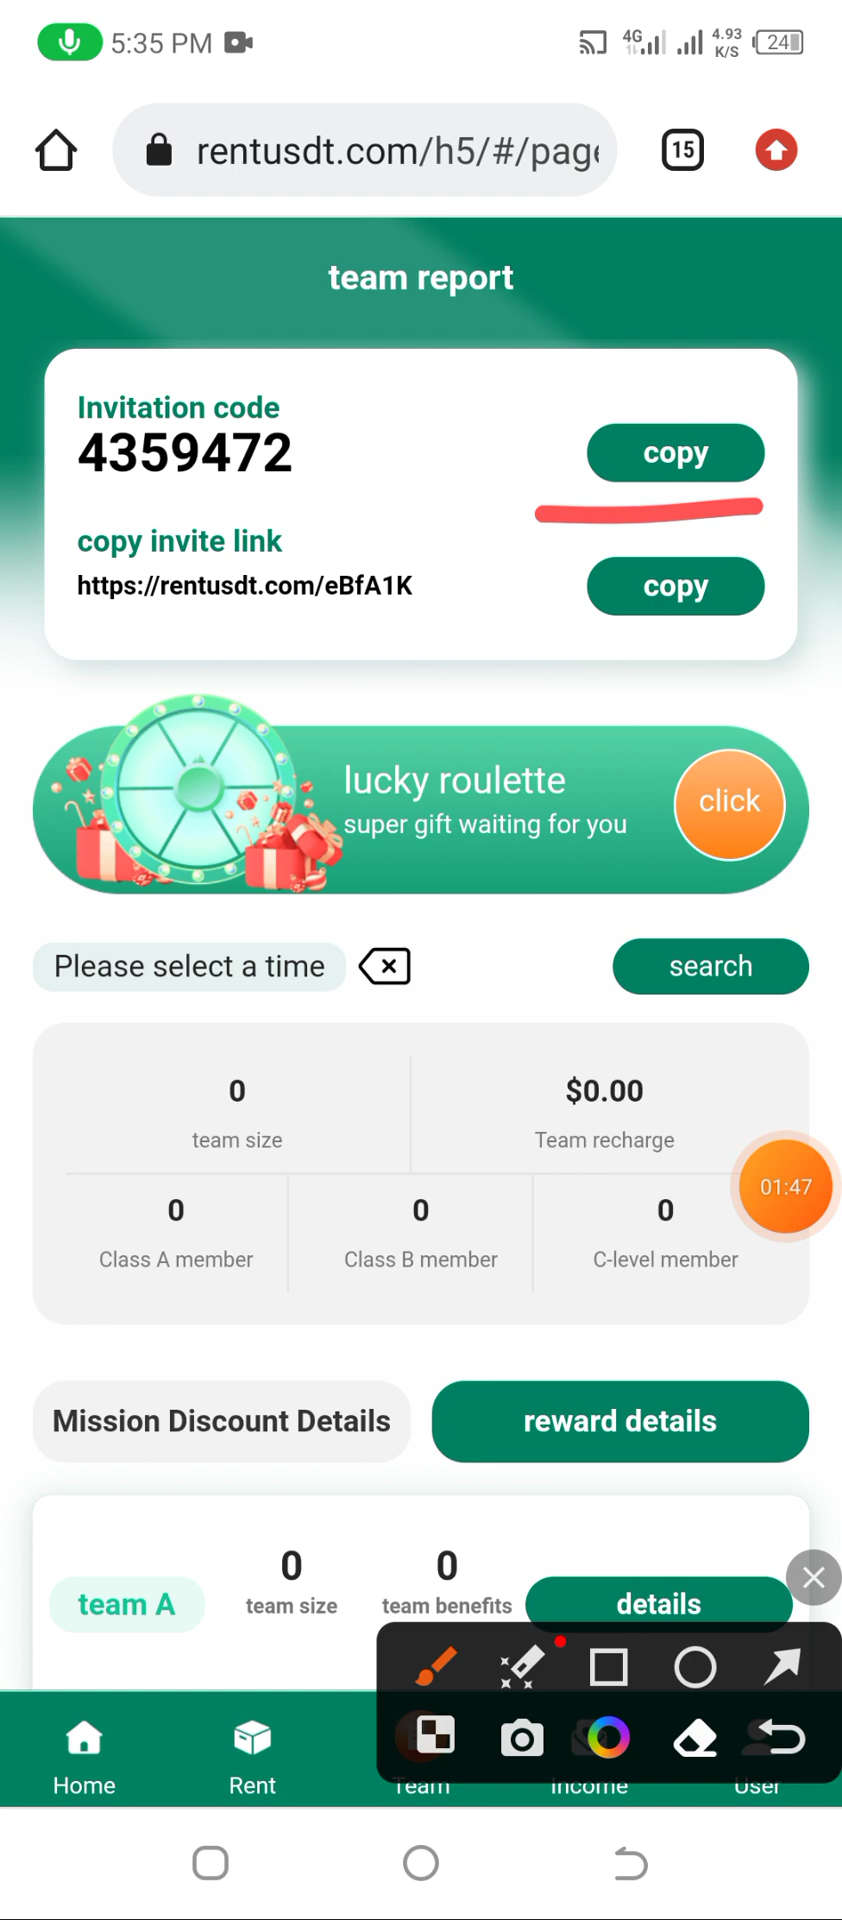 5:35 PM
4G
4.93 K/S
24
rentusdt.com/h5/#/page
15
team report
Invitation code
4359472
copy
copy invite link
https://rentusdt.com/eBfA1K
copy
lucky roulette
super gift waiting for you
click
Please select a time
search
0
$0.00
team size
Team recharge
01:47
0
0
0
Class A member
Class B member
C-level member
Mission Discount Details
reward details
team A
0
team size
0
team benefits
details
Home
Rent
Team
Income
User